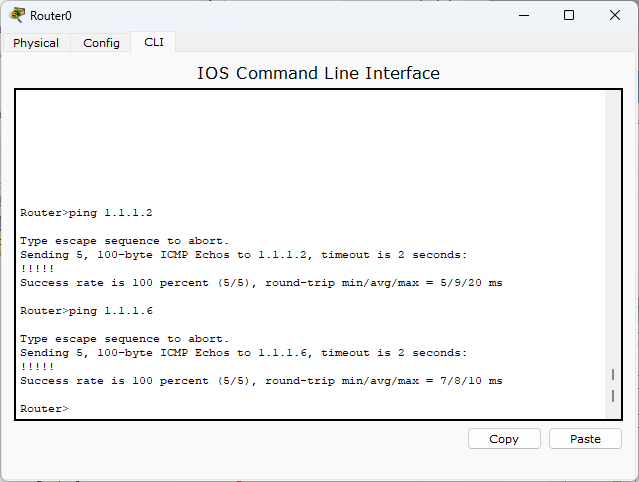 Router0
Physical Config CLI
IOS Command Line Interface
Router>ping 1.1.1.2
Type escape sequence to abort.
Sending 5, 100-byte ICMP Echos to 1.1.1.2, timeout is 2 seconds:
!!!!!
Success rate is 100 percent (5/5), round-trip min/avg/max = 5/9/20 ms
Router>ping 1.1.1.6
Type escape sequence to abort.
Sending 5, 100-byte ICMP Echos to 1.1.1.6, timeout is 2 seconds:
!!!!!
Success rate is 100 percent (5/5), round-trip min/avg/max = 7/8/10 ms
Router>
Copy Paste